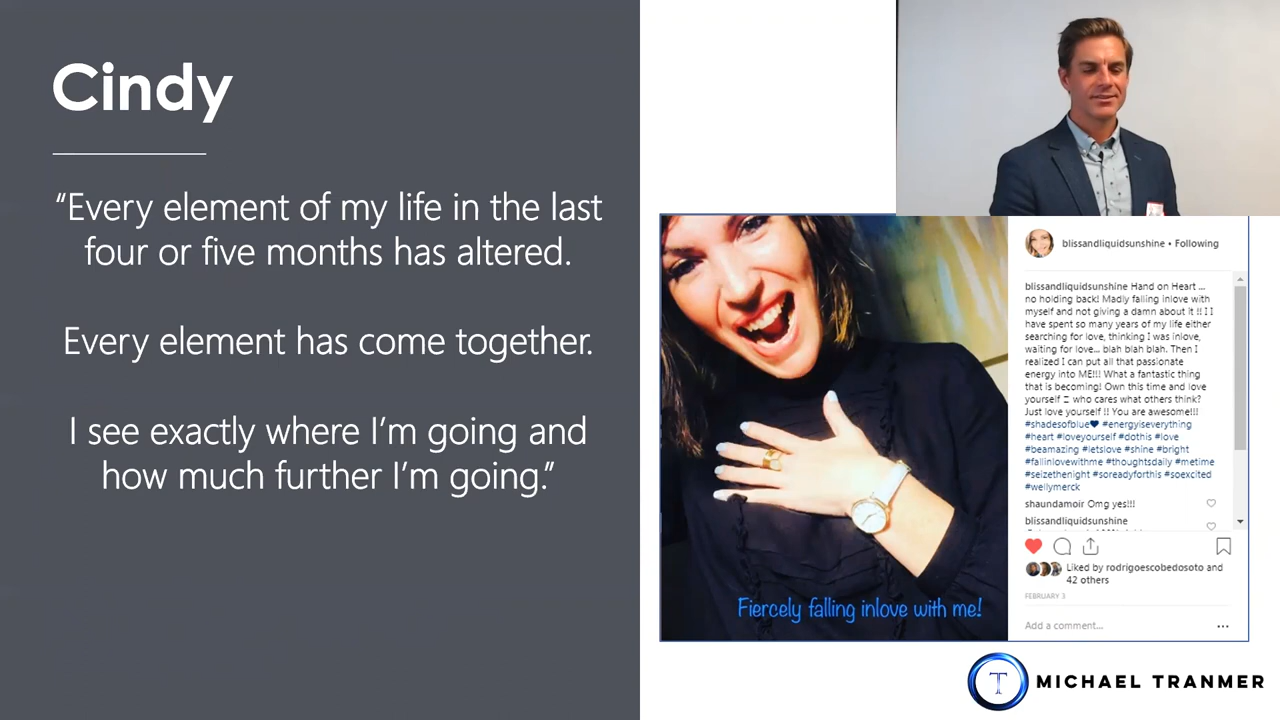 Cindy
“Every element of my life in the last
four or five months has altered.
Every element has come together.
I see exactly where I’m going and
how much further I’m going.”
blissandliquidsunshine • Following
blissandliquidsunshine Hand on Heart ...
no holding back! Madly falling inlove with
myself and not giving a damn about it !! I I
have spent so many years of my life either
searching for love, thinking I was inlove,
waiting for love... blah blah blah. Then I
realized I can put all that passionate
energy into ME!!! What a fantastic thing
that is becoming! Own this time and love
yourself who cares what others think?
Just love yourself !! You are awesome!!!
#shadesofblue #energyiseverything
#heart #loveyourself #dothis #love
#beamazing #letslove #shine #bright
#fallinlovewithme #thoughtsdaily #metime
#seizethenight #soreadyforthis #soexcited
#wellymerck
shaundamoir Omg yes!!!
blissandliquidsunshine
Liked by rodrigoescobedosoto and
42 others
FEBRUARY 3
Add a comment...
Fiercely falling inlove with me!
T MICHAEL TRANMER